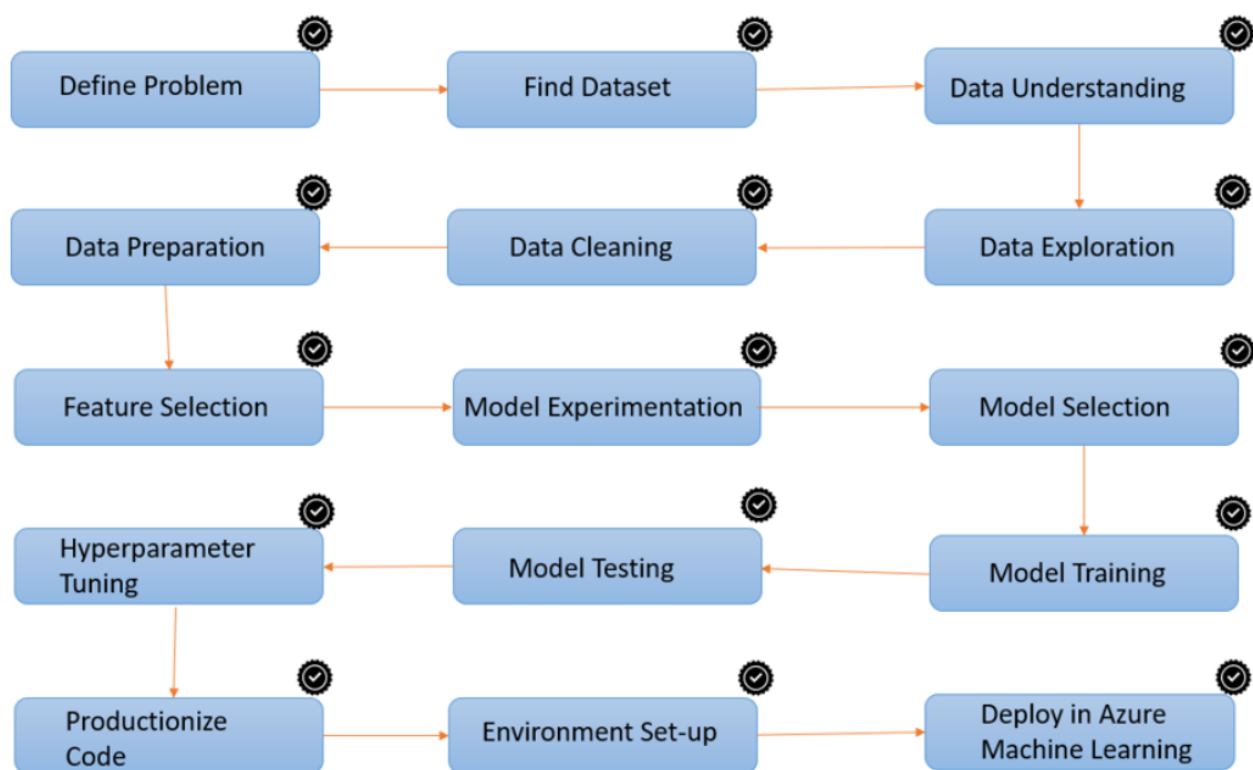 Define Problem
Find Dataset
Data Understanding
Data Preparation
Data Cleaning
Data Exploration
Feature Selection
Model Experimentation
Model Selection
Hyperparameter
Tuning
Model Testing
Model Training
Productionize
Code
Environment Set-up
Deploy in Azure
Machine Learning